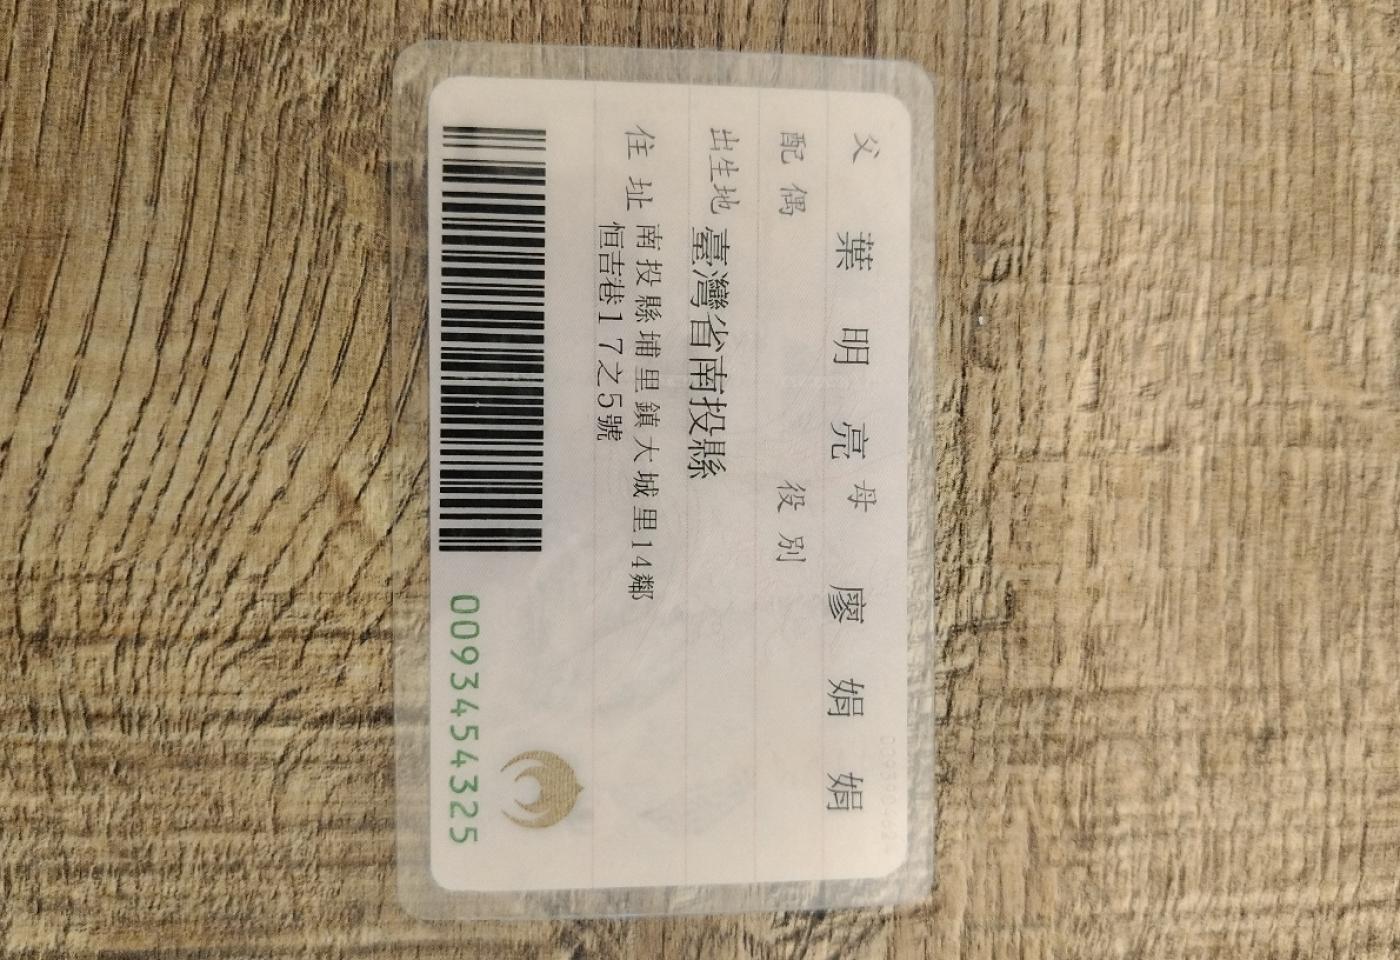 父 葉明亮 母 廖娟娟
配偶 役別
出生地 臺灣省南投縣
住址 南投縣埔里鎮大城里14鄰
恒吉巷17之5號
0093454325